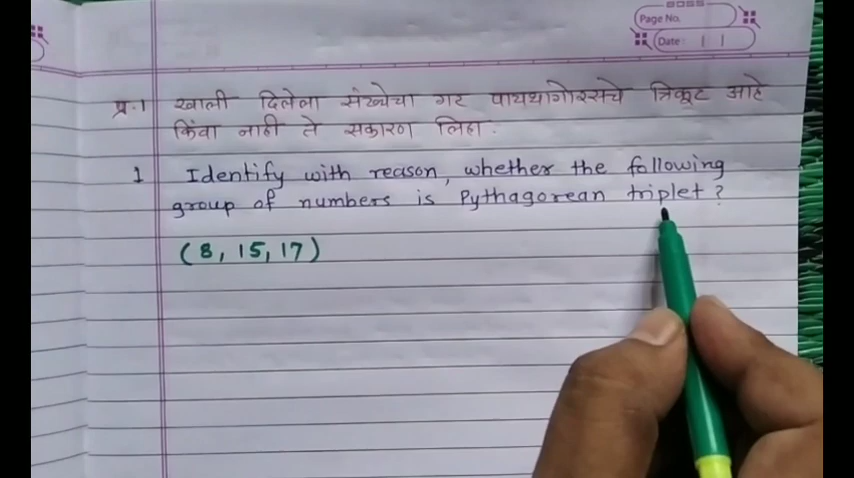 Page No.
Date:
प्र.1 खाली दिलेला संख्येचा गट पायथागोरसचे त्रिकूट आहे
किंवा नाही ते सकारण लिहा.
1 Identify with reason, whether the following
group of numbers is Pythagorean triplet?
(8, 15, 17)